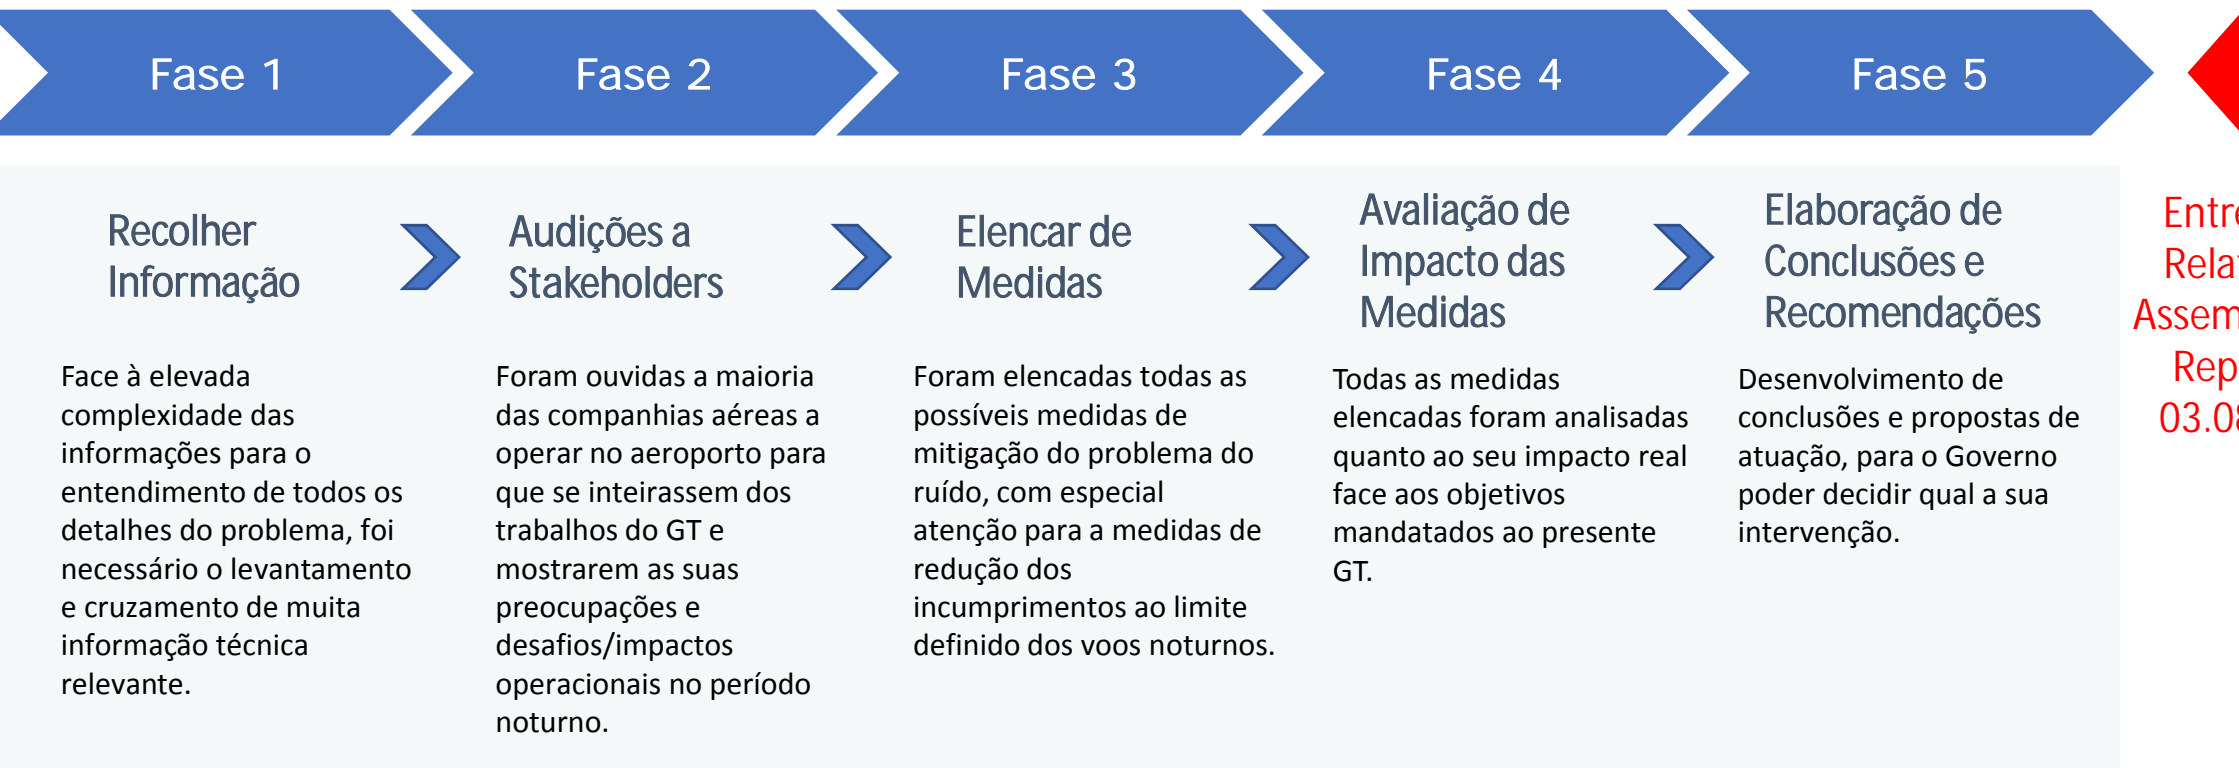 Fase 1
Fase 2
Fase 3
Fase 4
Fase 5
Recolher
Informação
Face à elevada
complexidade das
informações para o
entendimento de todos os
detalhes do problema, foi
necessário o levantamento
e cruzamento de muita
informação técnica
relevante.
Audições a
Stakeholders
Foram ouvidas a maioria
das companhias aéreas a
operar no aeroporto para
que se inteirassem dos
trabalhos do GT e
mostrarem as suas
preocupações e
desafios/impactos
operacionais no período
noturno.
Elencar de
Medidas
Foram elencadas todas as
possíveis medidas de
mitigação do problema do
ruído, com especial
atenção para a medidas de
redução dos
incumprimentos ao limite
definido dos voos noturnos.
Avaliação de
Impacto das
Medidas
Todas as medidas
elencadas foram analisadas
quanto ao seu impacto real
face aos objetivos
mandatados ao presente
GT.
Elaboração de
Conclusões e
Recomendações
Desenvolvimento de
conclusões e propostas de
atuação, para o Governo
poder decidir qual a sua
intervenção.